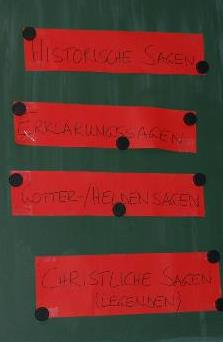 HISTORISCHE SAGEN
ERKLÄRUNGSSAGEN
GÖTTER-/HELDENSAGEN
CHRISTLICHE SAGEN
(LEGENDEN)